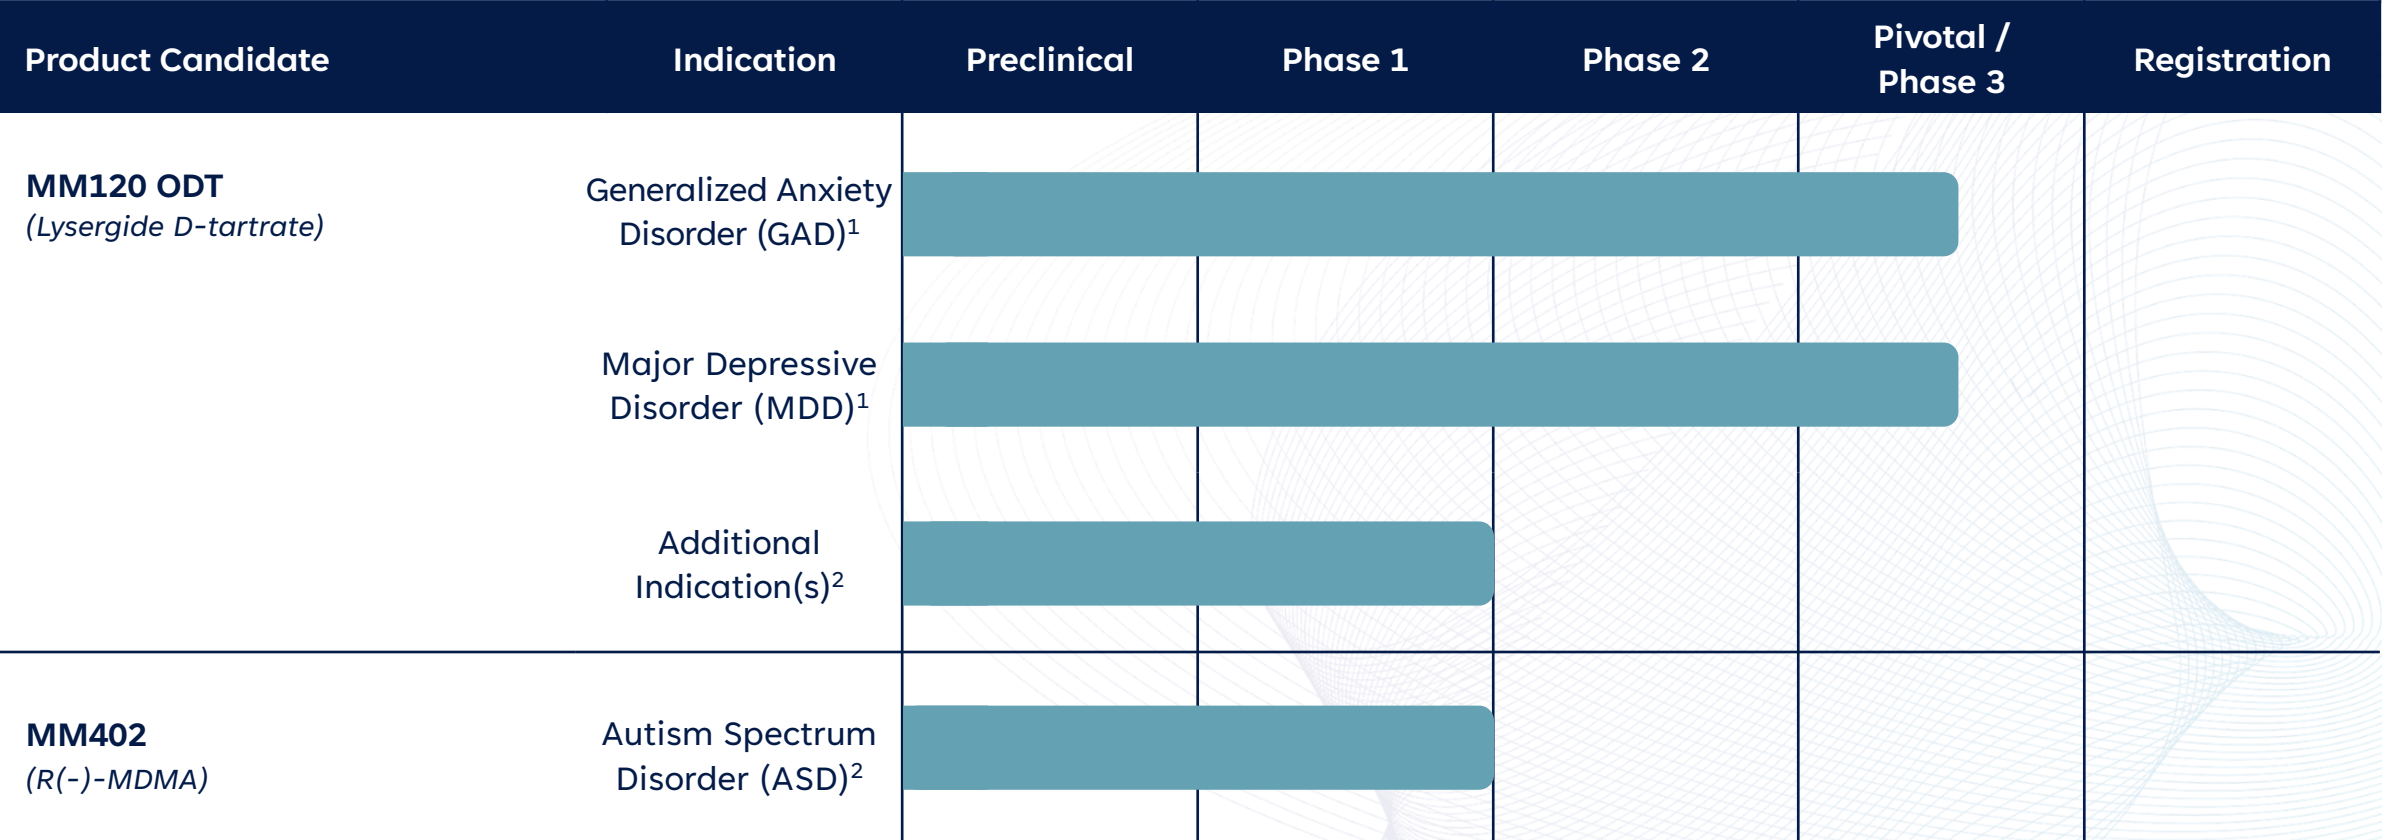 Product Candidate
Indication
Preclinical
Phase 1
Phase 2
Pivotal /
Phase 3
Registration
MM120 ODT
(Lysergide D-tartrate)
Generalized Anxiety
Disorder (GAD)¹
Major Depressive
Disorder (MDD)¹
Additional
Indication(s)²
MM402
(R(-)-MDMA)
Autism Spectrum
Disorder (ASD)²